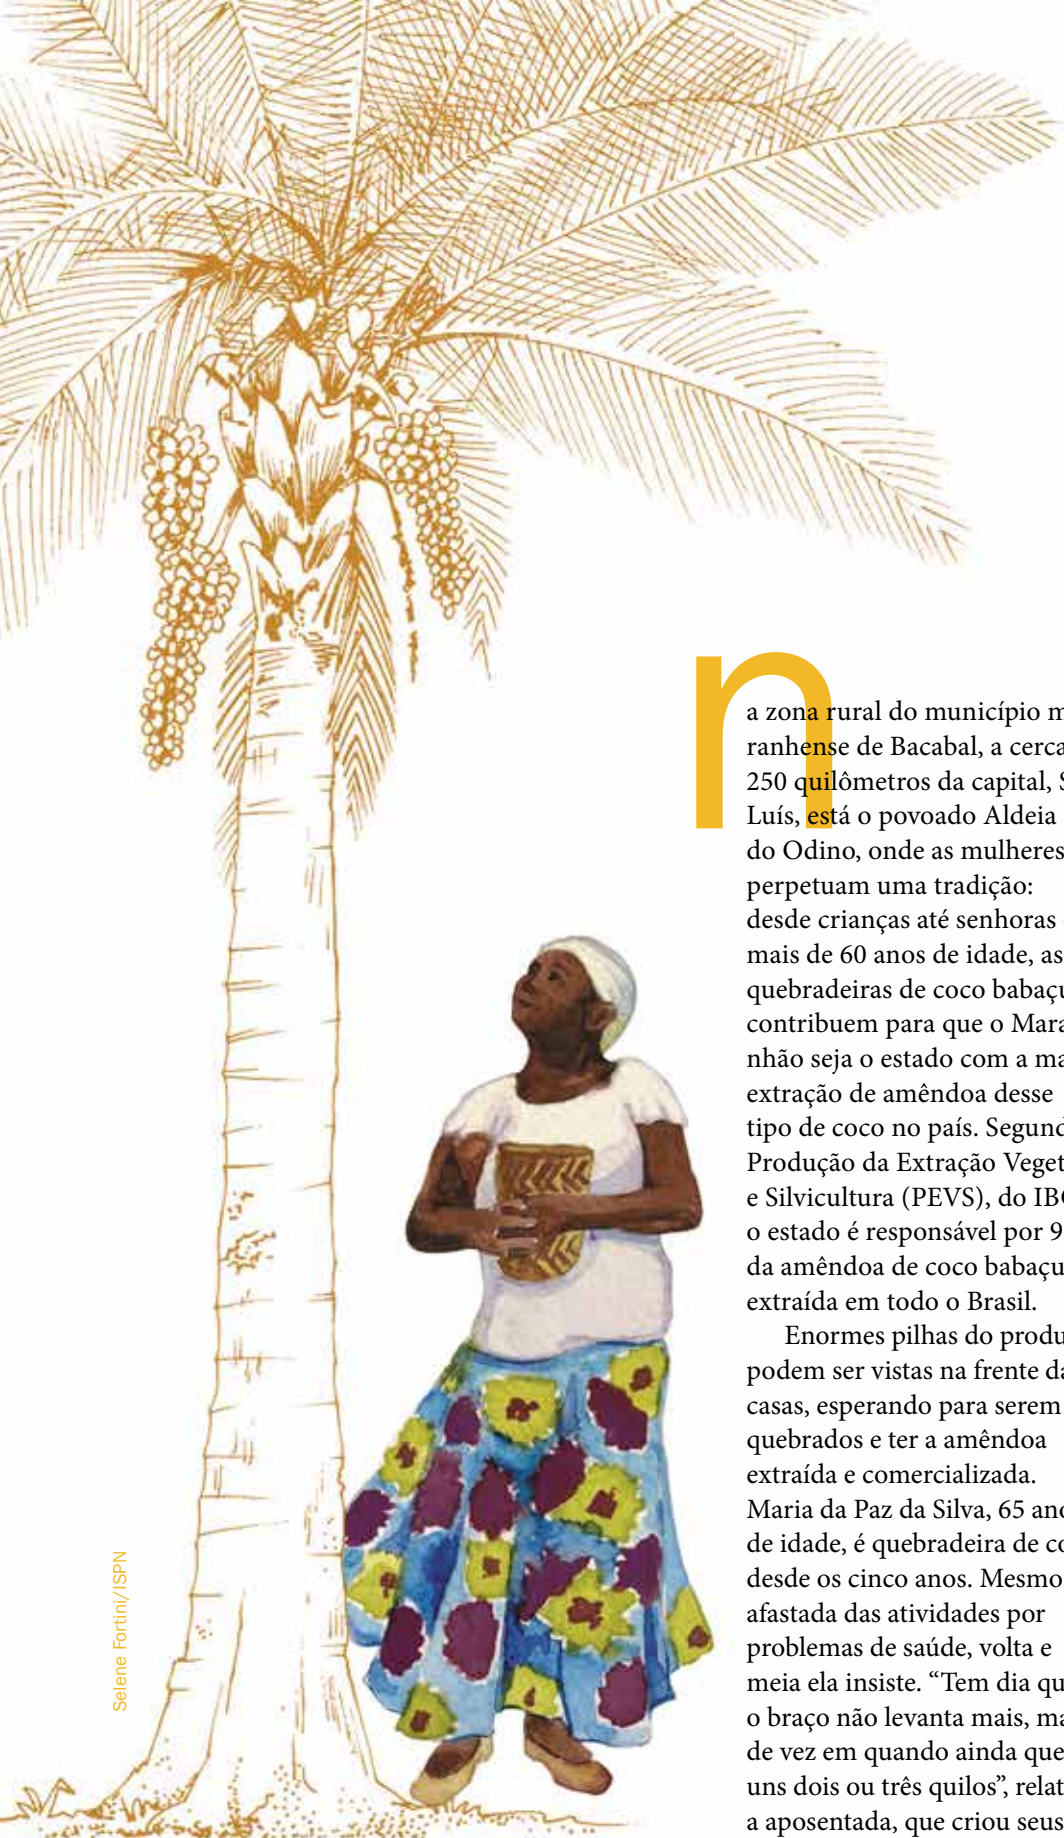 n
a zona rural do município m
ranhense de Bacabal, a cerca
250 quilômetros da capital, S
Luís, está o povoado Aldeia
do Odino, onde as mulheres
perpetuam uma tradição:
desde crianças até senhoras
mais de 60 anos de idade, as
quebradeiras de coco babaçu
contribuem para que o Mara
nhão seja o estado com a ma
extração de amêndoa desse
tipo de coco no país. Segund
Produção da Extração Veget
e Silvicultura (PEVS), do IBG
o estado é responsável por 9
da amêndoa de coco babaçu
extraída em todo o Brasil.
Enormes pilhas do produ
podem ser vistas na frente da
casas, esperando para serem
quebrados e ter a amêndoa
extraída e comercializada.
Maria da Paz da Silva, 65 ano
de idade, é quebradeira de co
desde os cinco anos. Mesmo
afastada das atividades por
problemas de saúde, volta e
meia ela insiste. “Tem dia qu
o braço não levanta mais, ma
de vez em quando ainda que
uns dois ou três quilos”, relat
a aposentada, que criou seus
Selene Fortini/ISPN